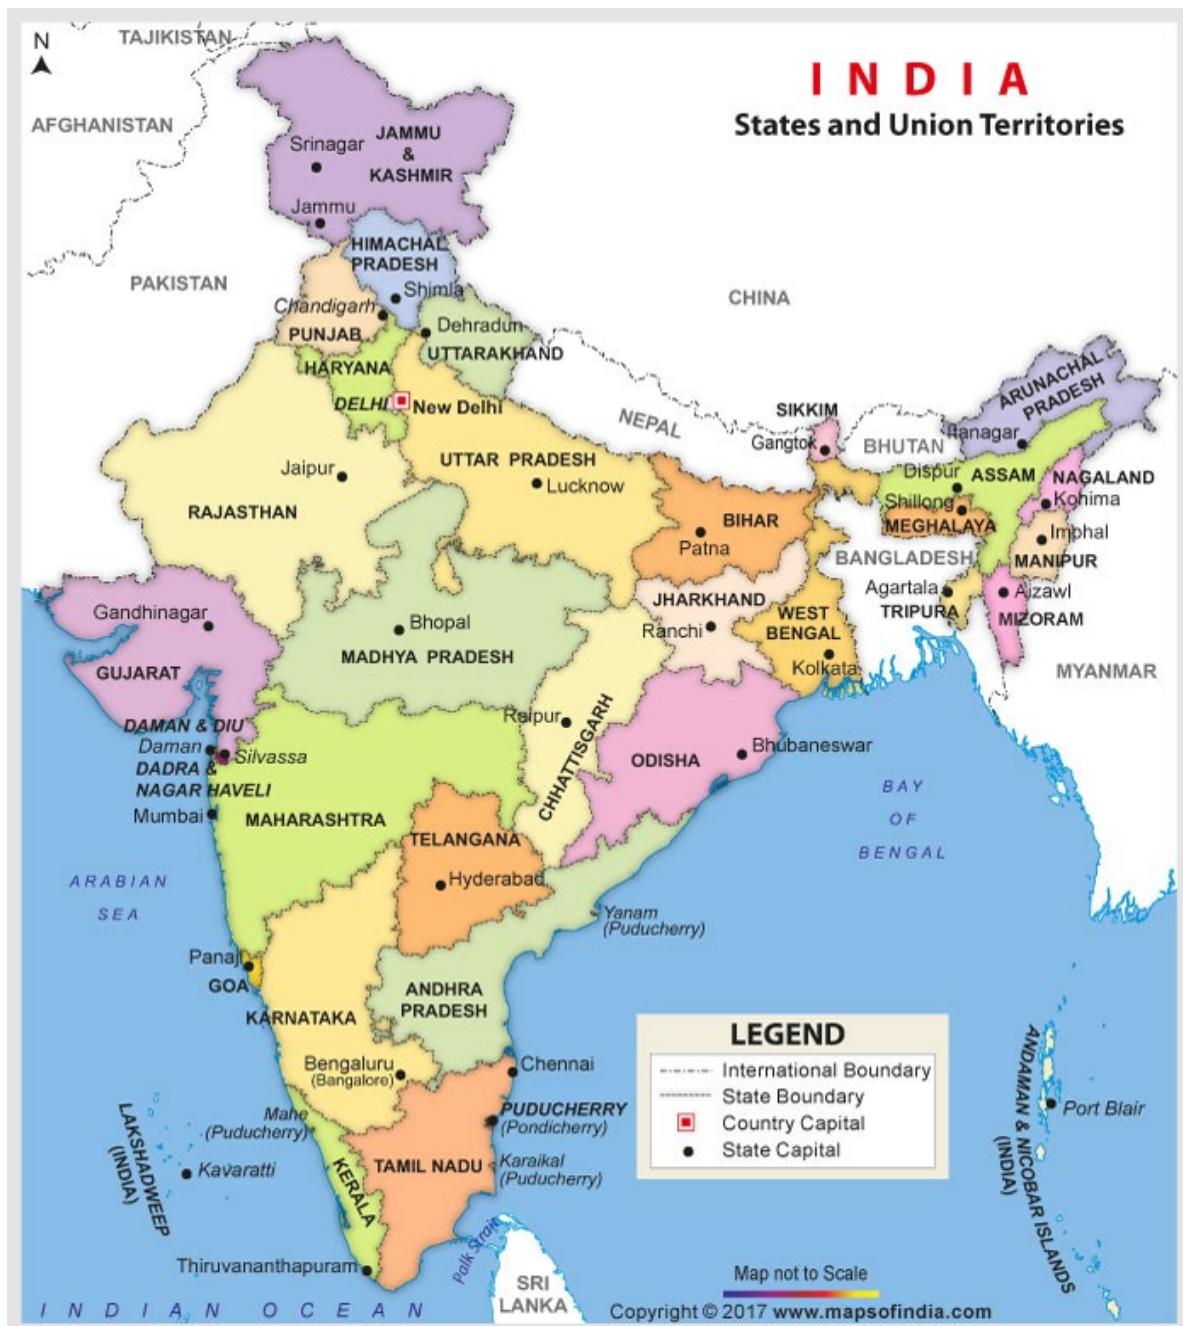 N
TAJIKISTAN
AFGHANISTAN
I N D I A
States and Union Territories
JAMMU
&
KASHMIR
Srinagar
Jammu
HIMACHAL
PRADESH
PAKISTAN
Shimla
CHINA
Chandigarh
PUNJAB
Dehradun
UTTARAKHAND
HARYANA
DELHI
New Delhi
ARUNACHAL
PRADESH
NEPAL
SIKKIM
Gangtok
BHUTAN
Itanagar
Jaipur
UTTAR PRADESH
Lucknow
Dispur
ASSAM
NAGALAND
Kohima
RAJASTHAN
BIHAR
Patna
Shillong
MEGHALAYA
Imphal
MANIPUR
BANGLADESH
Gandhinagar
Bhopal
MADHYA PRADESH
JHARKHAND
Ranchi
WEST
BENGAL
Kolkata
Agartala
TRIPURA
Aizawl
MIZORAM
GUJARAT
MYANMAR
DAMAN & DIU
Daman
Silvassa
DADRA &
NAGAR HAVELI
Mumbai
MAHARASHTRA
Raipur
CHHATTISGARH
ODISHA
Bhubaneswar
BAY
OF
BENGAL
TELANGANA
Hyderabad
ARABIAN
SEA
Yanam
(Puducherry)
Panaji
GOA
KARNATAKA
ANDHRA
PRADESH
Bengaluru
(Bangalore)
Chennai
LEGEND
International Boundary
State Boundary
Country Capital
State Capital
Mahe
(Puducherry)
PUDUCHERRY
(Pondicherry)
LAKSHADWEEP
(INDIA)
Kavaratti
KERALA
TAMIL NADU
Karaikal
(Puducherry)
ANDAMAN & NICOBAR ISLANDS
(INDIA)
Port Blair
Thiruvananthapuram
Palk Strait
SRI
LANKA
INDIAN OCEAN
Map not to Scale
Copyright © 2017 www.mapsofindia.com